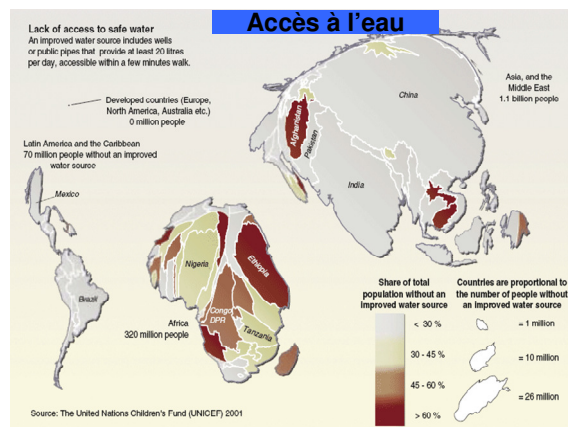 Accès à l'eau
Lack of access to safe water
An improved water source includes wells
or public pipes that provide at least 20 litres
per day, accessible within a few minutes walk.
Developed countries (Europe,
North America, Australia etc.)
0 million people
Latin America and the Caribbean
70 million people without an improved
water source
Mexico
Brazil
Asia, and the
Middle East
1.1 billion people
China
Afghanistan
Pakistan
India
Nigeria
Ethiopia
Congo
DPR
Tanzania
Africa
320 million people
Share of total
population without an
improved water source
< 30 %
30 - 45 %
45 - 60 %
> 60 %
Countries are proportional to
the number of people without
an improved water source
= 1 million
= 10 million
= 26 million
Source: The United Nations Children's Fund (UNICEF) 2001